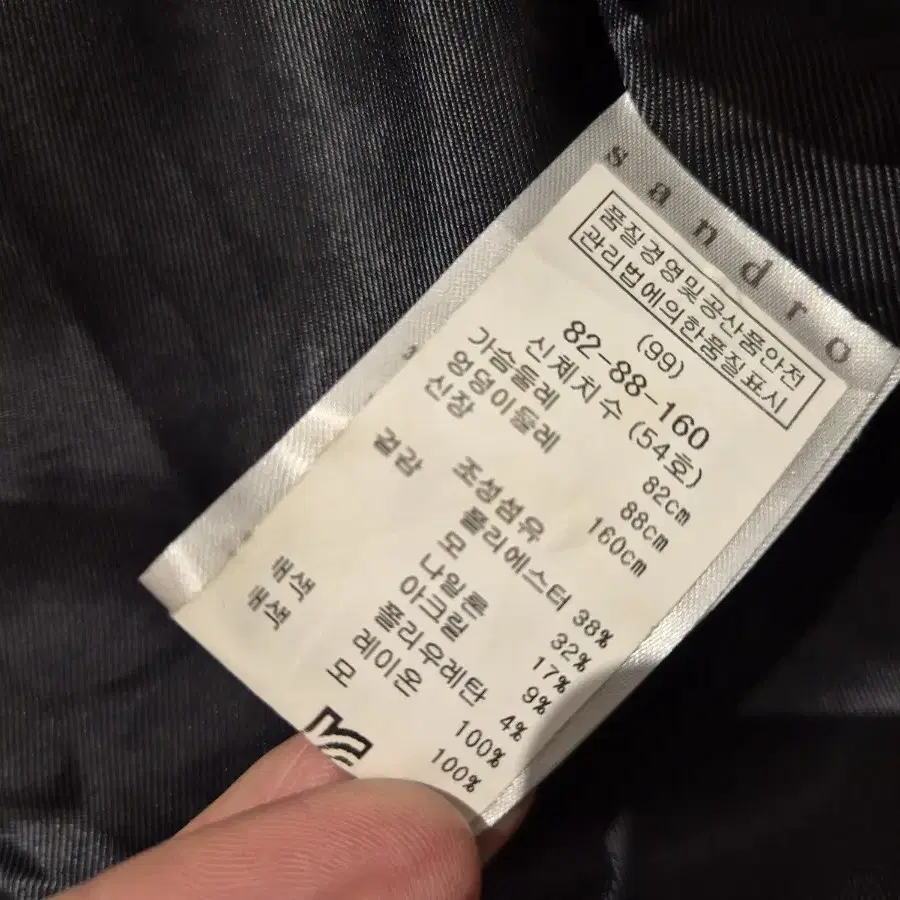 sandro
품질경영및공산품안전
관리법에의한품질표시
(99)
82-88-160
신체치수 (54호)
가슴둘레 82cm
엉덩이둘레 88cm
신장 160cm
조성섬유
겉감 폴리에스터 38%
모 32%
나일론 17%
아크릴 9%
폴리우레탄 4%
배색 레이온 100%
배색 모 100%